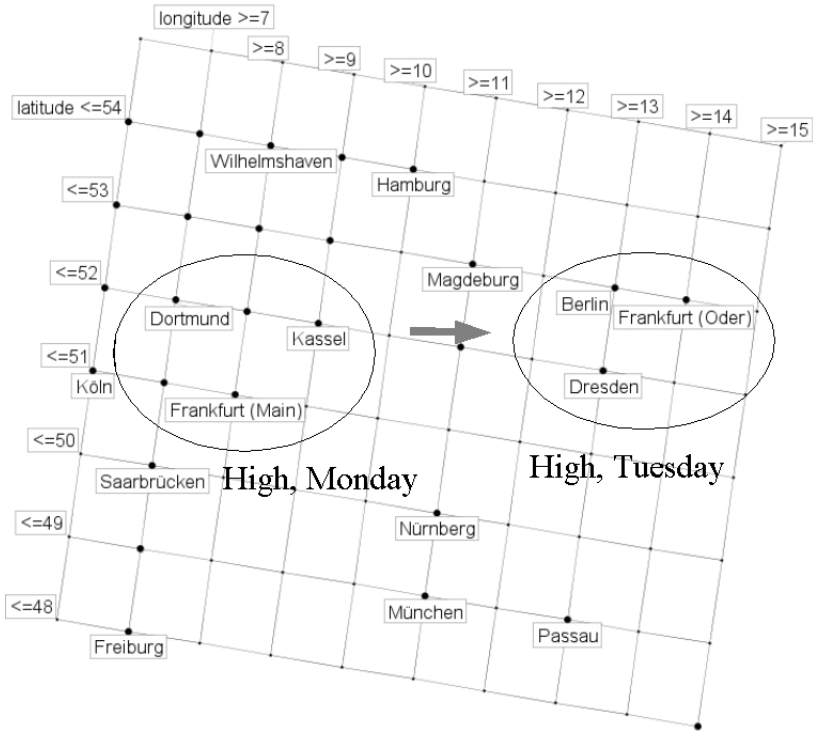 longitude >=7
>=8
>=9
>=10
>=11
>=12
>=13
>=14
>=15
latitude <=54
Wilhelmshaven
Hamburg
<=53
<=52
Magdeburg
Berlin
Frankfurt (Oder)
Dortmund
Kassel
<=51
Köln
Dresden
Frankfurt (Main)
<=50
Saarbrücken
High, Monday
High, Tuesday
Nürnberg
<=49
<=48
München
Passau
Freiburg